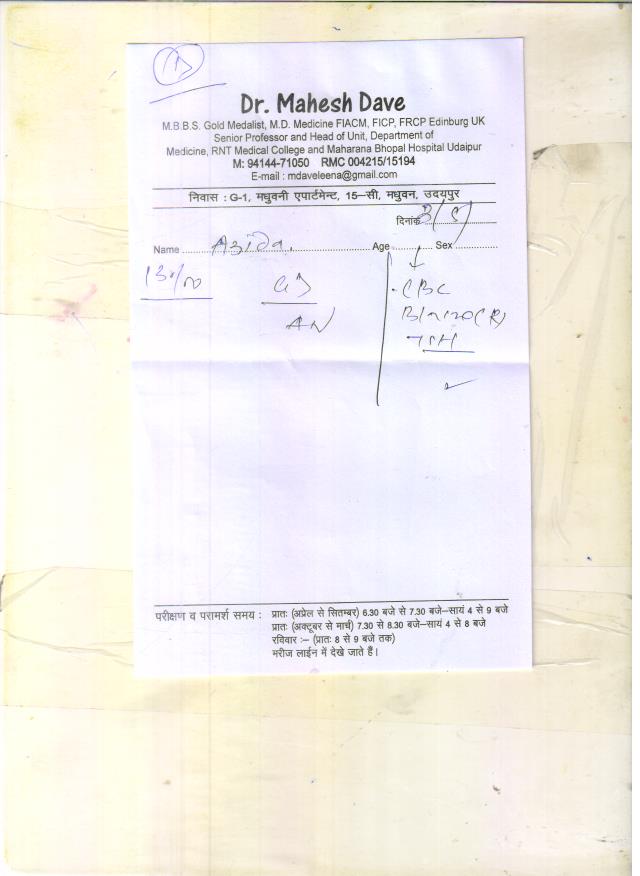 Dr. Mahesh Dave
M.B.B.S. Gold Medalist, M.D. Medicine FIACM, FICP, FRCP Edinburg UK
Senior Professor and Head of Unit, Department of
Medicine, RNT Medical College and Maharana Bhopal Hospital Udaipur
M: 94144-71050 RMC 004215/15194
E-mail : mdaveleena@gmail.com
निवास : G-1, मधुवनी एपार्टमेन्ट, 15–सी, मधुवन, उदयपुर
दिनांक 3/5/
Name Age Sex
CBC
TSH
परीक्षण व परामर्श समय : प्रातः (अप्रेल से सितम्बर) 6.30 बजे से 7.30 बजे–सायं 4 से 9 बजे
प्रातः (अक्टूबर से मार्च) 7.30 से 8.30 बजे–सायं 4 से 8 बजे
रविवार :– (प्रातः 8 से 9 बजे तक)
मरीज लाईन में देखे जाते हैं।